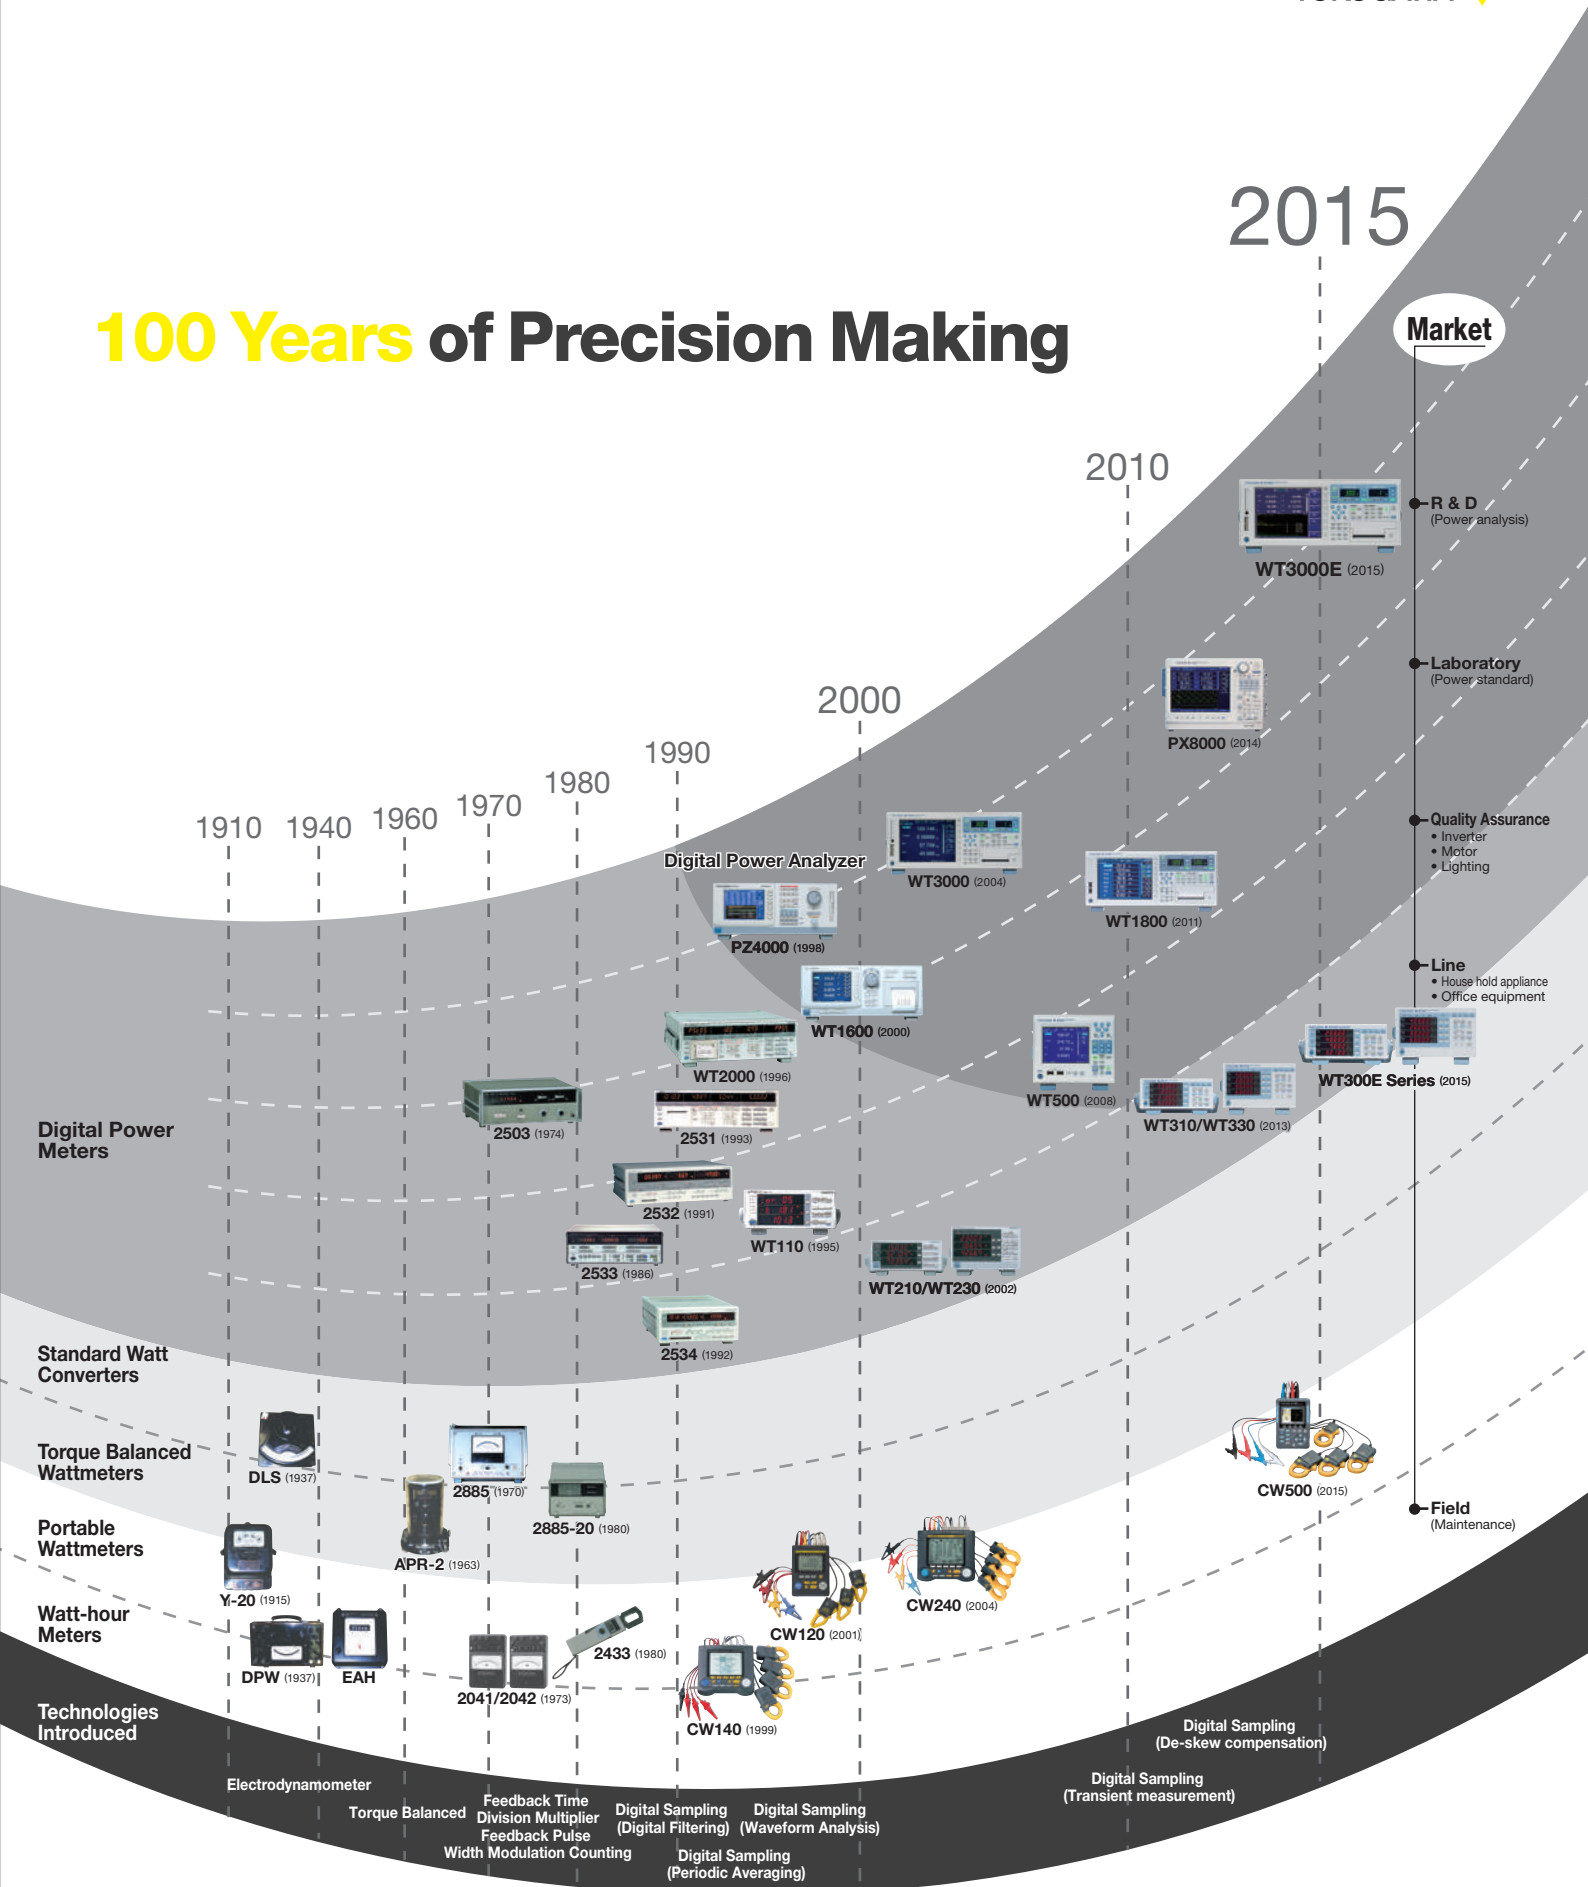 2015
100 Years of Precision Making
Market
2010
R & D
(Power analysis)
WT3000E (2015)
Laboratory
(Power standard)
2000
PX8000 (2014)
1990
1980
1970
1960
1940
1910
Quality Assurance
• Inverter
• Motor
• Lighting
Digital Power Analyzer
WT3000 (2004)
WT1800 (2011)
PZ4000 (1998)
Line
• House hold appliance
• Office equipment
WT1600 (2000)
WT2000 (1996)
WT300E Series (2015)
WT500 (2008)
WT310/WT330 (2013)
2503 (1974)
2531 (1993)
Digital Power
Meters
2532 (1991)
WT110 (1995)
2533 (1986)
WT210/WT230 (2002)
2534 (1992)
Standard Watt
Converters
Torque Balanced
Wattmeters
DLS (1937)
2885 (1970)
2885-20 (1980)
CW500 (2015)
Field
(Maintenance)
Portable
Wattmeters
APR-2 (1963)
Y-20 (1915)
CW240 (2004)
CW120 (2001)
Watt-hour
Meters
2433 (1980)
DPW (1937)
EAH
2041/2042 (1973)
CW140 (1999)
Technologies
Introduced
Digital Sampling
(De-skew compensation)
Digital Sampling
(Transient measurement)
Electrodynamometer
Torque Balanced
Feedback Time
Division Multiplier
Feedback Pulse
Width Modulation Counting
Digital Sampling
(Digital Filtering)
Digital Sampling
(Waveform Analysis)
Digital Sampling
(Periodic Averaging)